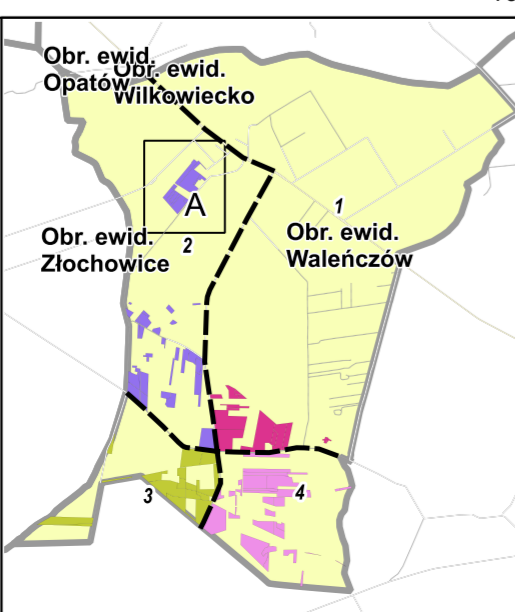 Obr. ewid.
Opatów
Obr. ewid.
Wilkowiecko
A
1
2
Obr. ewid.
Waleńczów
Obr. ewid.
Złochowice
3
4